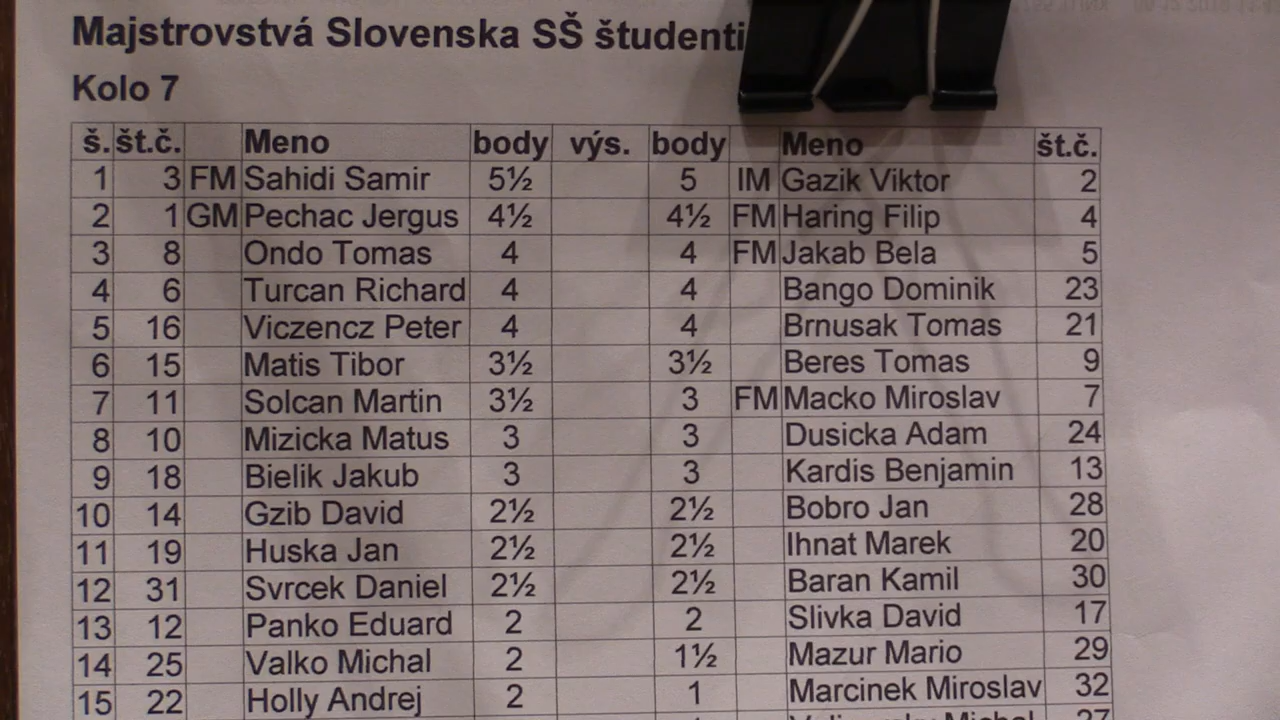 Majstrovstvá Slovenska SŠ študenti
Kolo 7
š. št.č. Meno body výs. body Meno št.č.
1 3 FM Sahidi Samir 5½ 5 IM Gazik Viktor 2
2 1 GM Pechac Jergus 4½ 4½ FM Haring Filip 4
3 8 Ondo Tomas 4 4 FM Jakab Bela 5
4 6 Turcan Richard 4 4 Bango Dominik 23
5 16 Viczencz Peter 4 4 Brnusak Tomas 21
6 15 Matis Tibor 3½ 3½ Beres Tomas 9
7 11 Solcan Martin 3½ 3 FM Macko Miroslav 7
8 10 Mizicka Matus 3 3 Dusicka Adam 24
9 18 Bielik Jakub 3 3 Kardis Benjamin 13
10 14 Gzib David 2½ 2½ Bobro Jan 28
11 19 Huska Jan 2½ 2½ Ihnat Marek 20
12 31 Svrcek Daniel 2½ 2½ Baran Kamil 30
13 12 Panko Eduard 2 2 Slivka David 17
14 25 Valko Michal 2 1½ Mazur Mario 29
15 22 Holly Andrej 2 1 Marcinek Miroslav 32